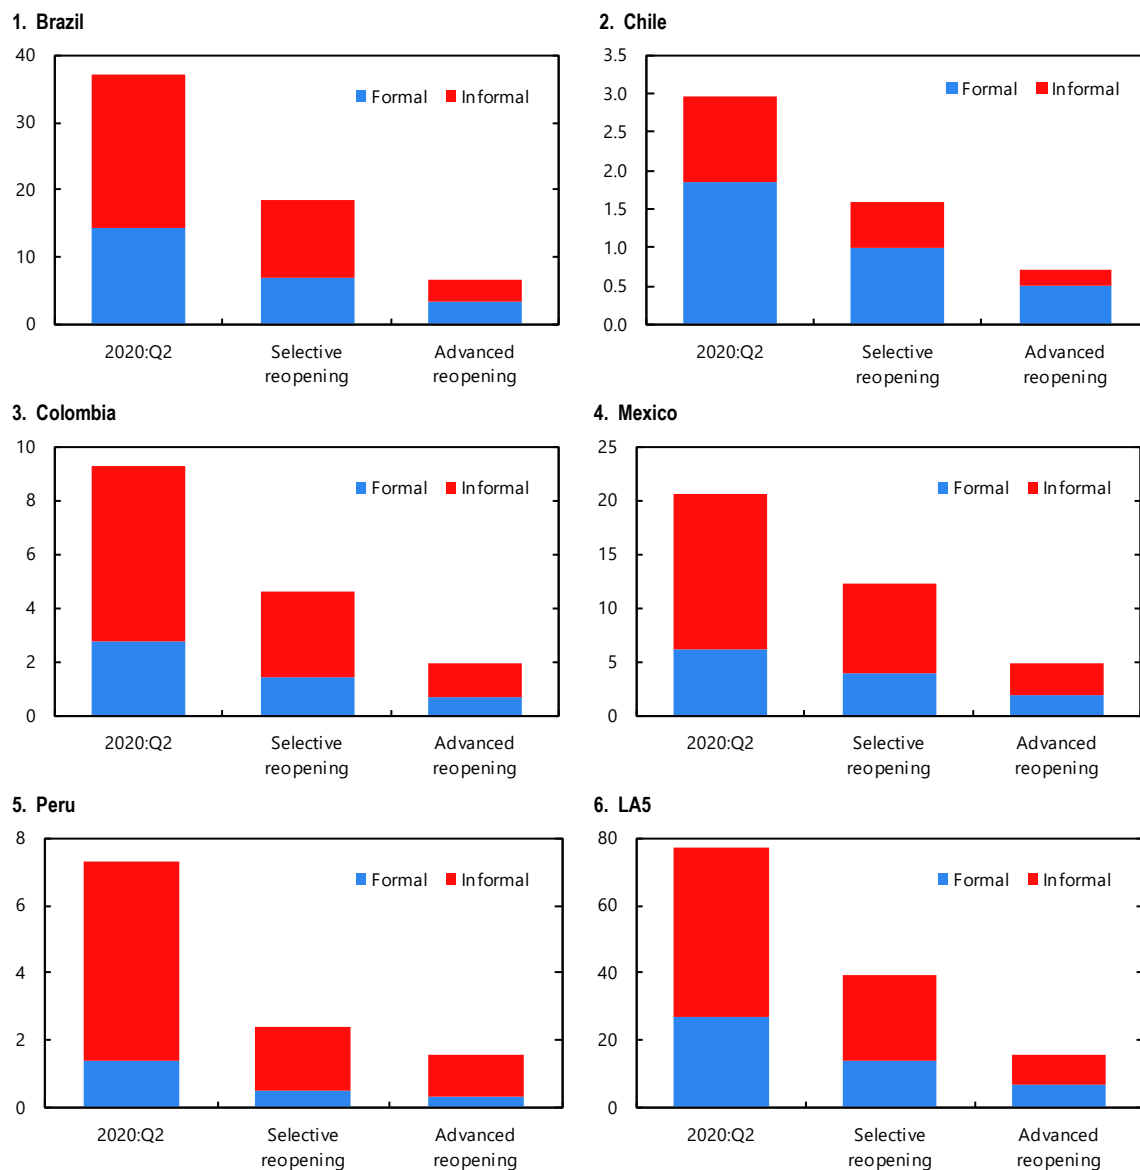 1. Brazil
40
30
20
10
0
Formal Informal
2020:Q2
Selective
reopening
Advanced
reopening
2. Chile
3.5
3.0
2.5
2.0
1.5
1.0
0.5
0.0
Formal Informal
2020:Q2
Selective
reopening
Advanced
reopening
3. Colombia
10
8
6
4
2
0
Formal Informal
2020:Q2
Selective
reopening
Advanced
reopening
4. Mexico
25
20
15
10
5
0
Formal Informal
2020:Q2
Selective
reopening
Advanced
reopening
5. Peru
8
6
4
2
0
Formal Informal
2020:Q2
Selective
reopening
Advanced
reopening
6. LA5
80
60
40
20
0
Formal Informal
2020:Q2
Selective
reopening
Advanced
reopening